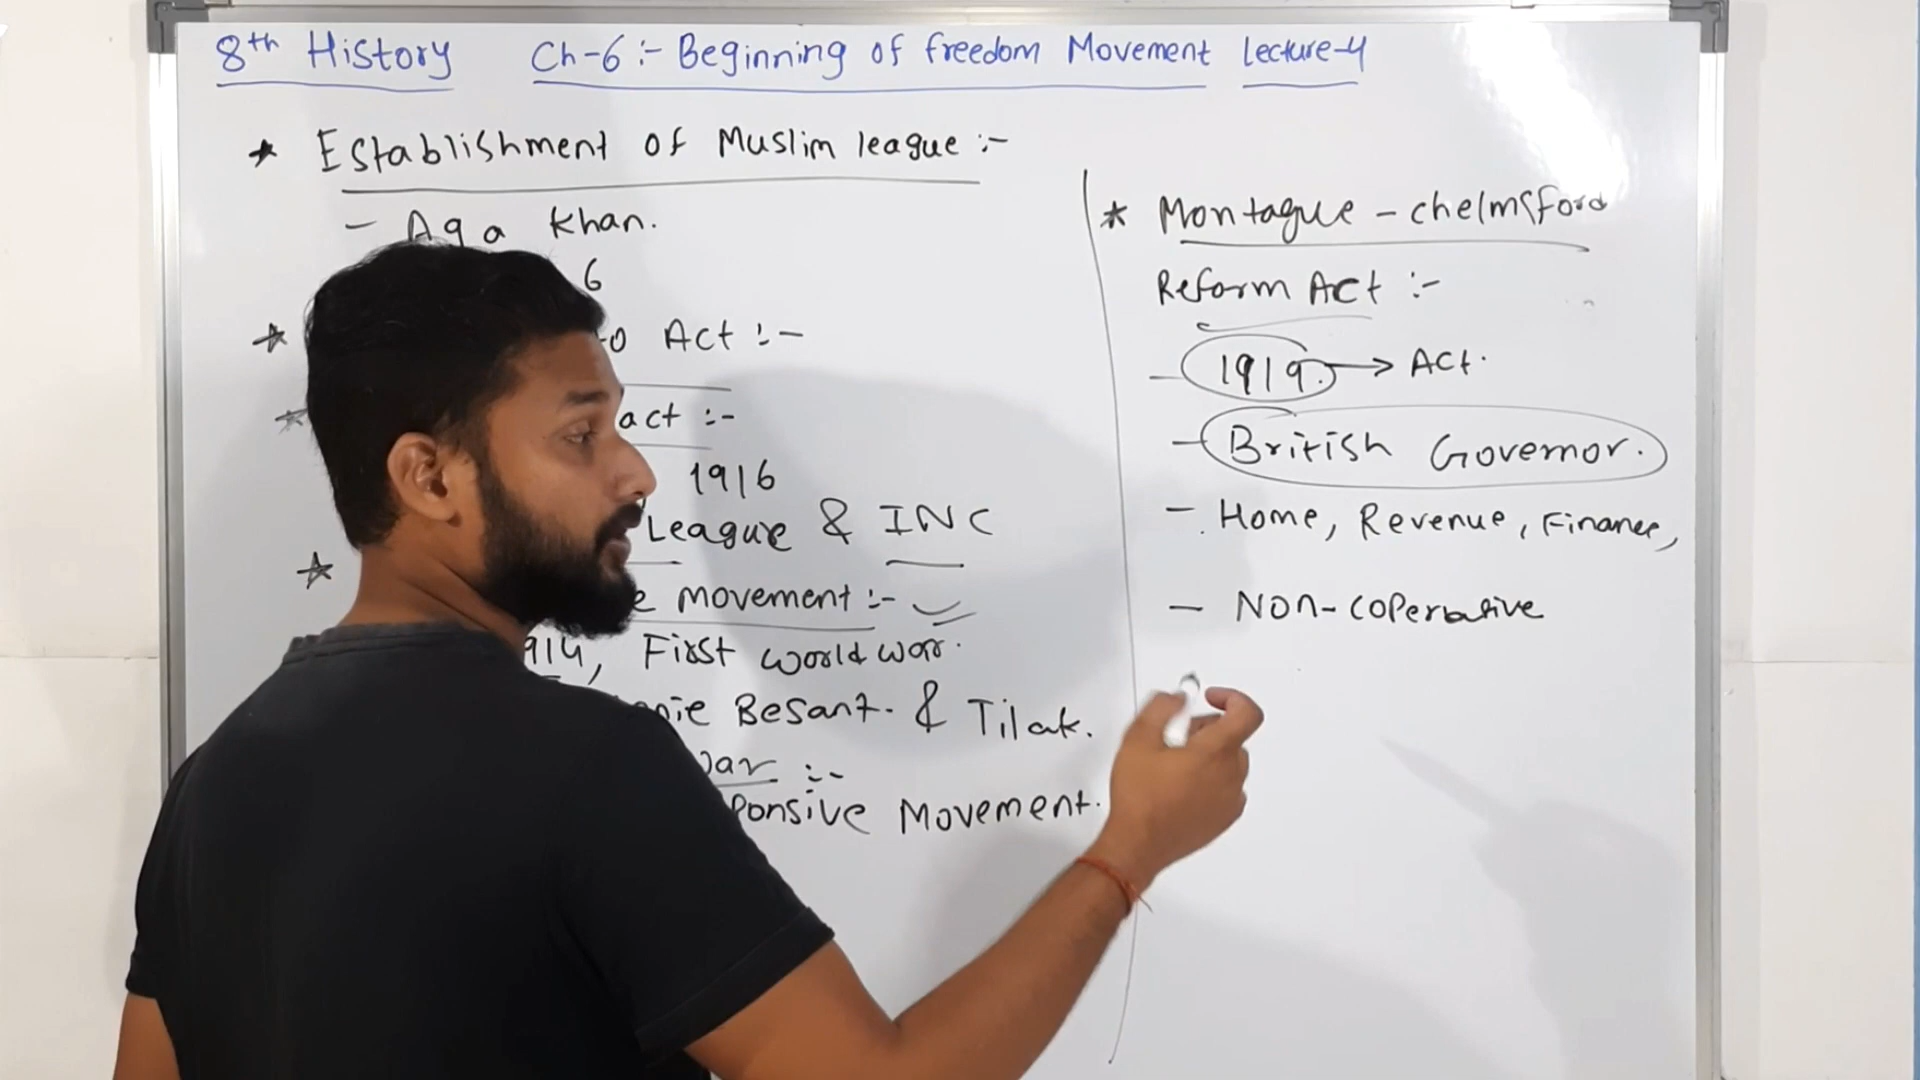 8th History Ch-6 :- Beginning of freedom Movement Lecture-4
* Establishment of Muslim league :-
- Aga Khan.
6
* Act :-
* :-
1916
League & INC
* movement :-
First world war.
Besant. & Tilak.
:--
Movement.
* Montague - chelmsford
Reform Act :-
- 1919. → Act.
- British Governor.
- Home, Revenue, Finance,
- Non-coperative